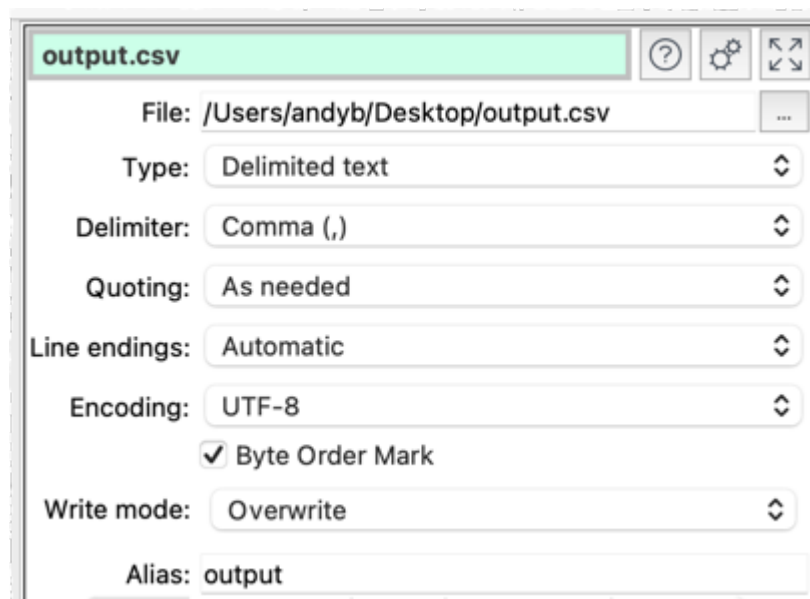 output.csv
File: /Users/andyb/Desktop/output.csv ...
Type: Delimited text
Delimiter: Comma (,)
Quoting: As needed
Line endings: Automatic
Encoding: UTF-8
Byte Order Mark
Write mode: Overwrite
Alias: output